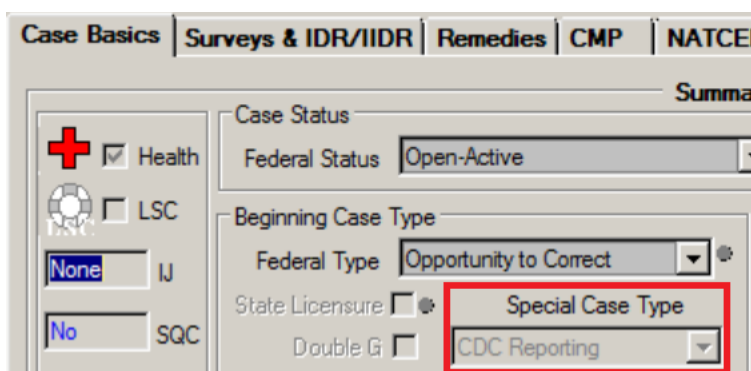 Case Basics Surveys & IDR/IIDR Remedies CMP NATCE
Summa
Case Status
Health
Federal Status Open-Active
LSC
LSC
Beginning Case Type
Federal Type Opportunity to Correct
None IJ
State Licensure
Special Case Type
No SQC
Double G
CDC Reporting